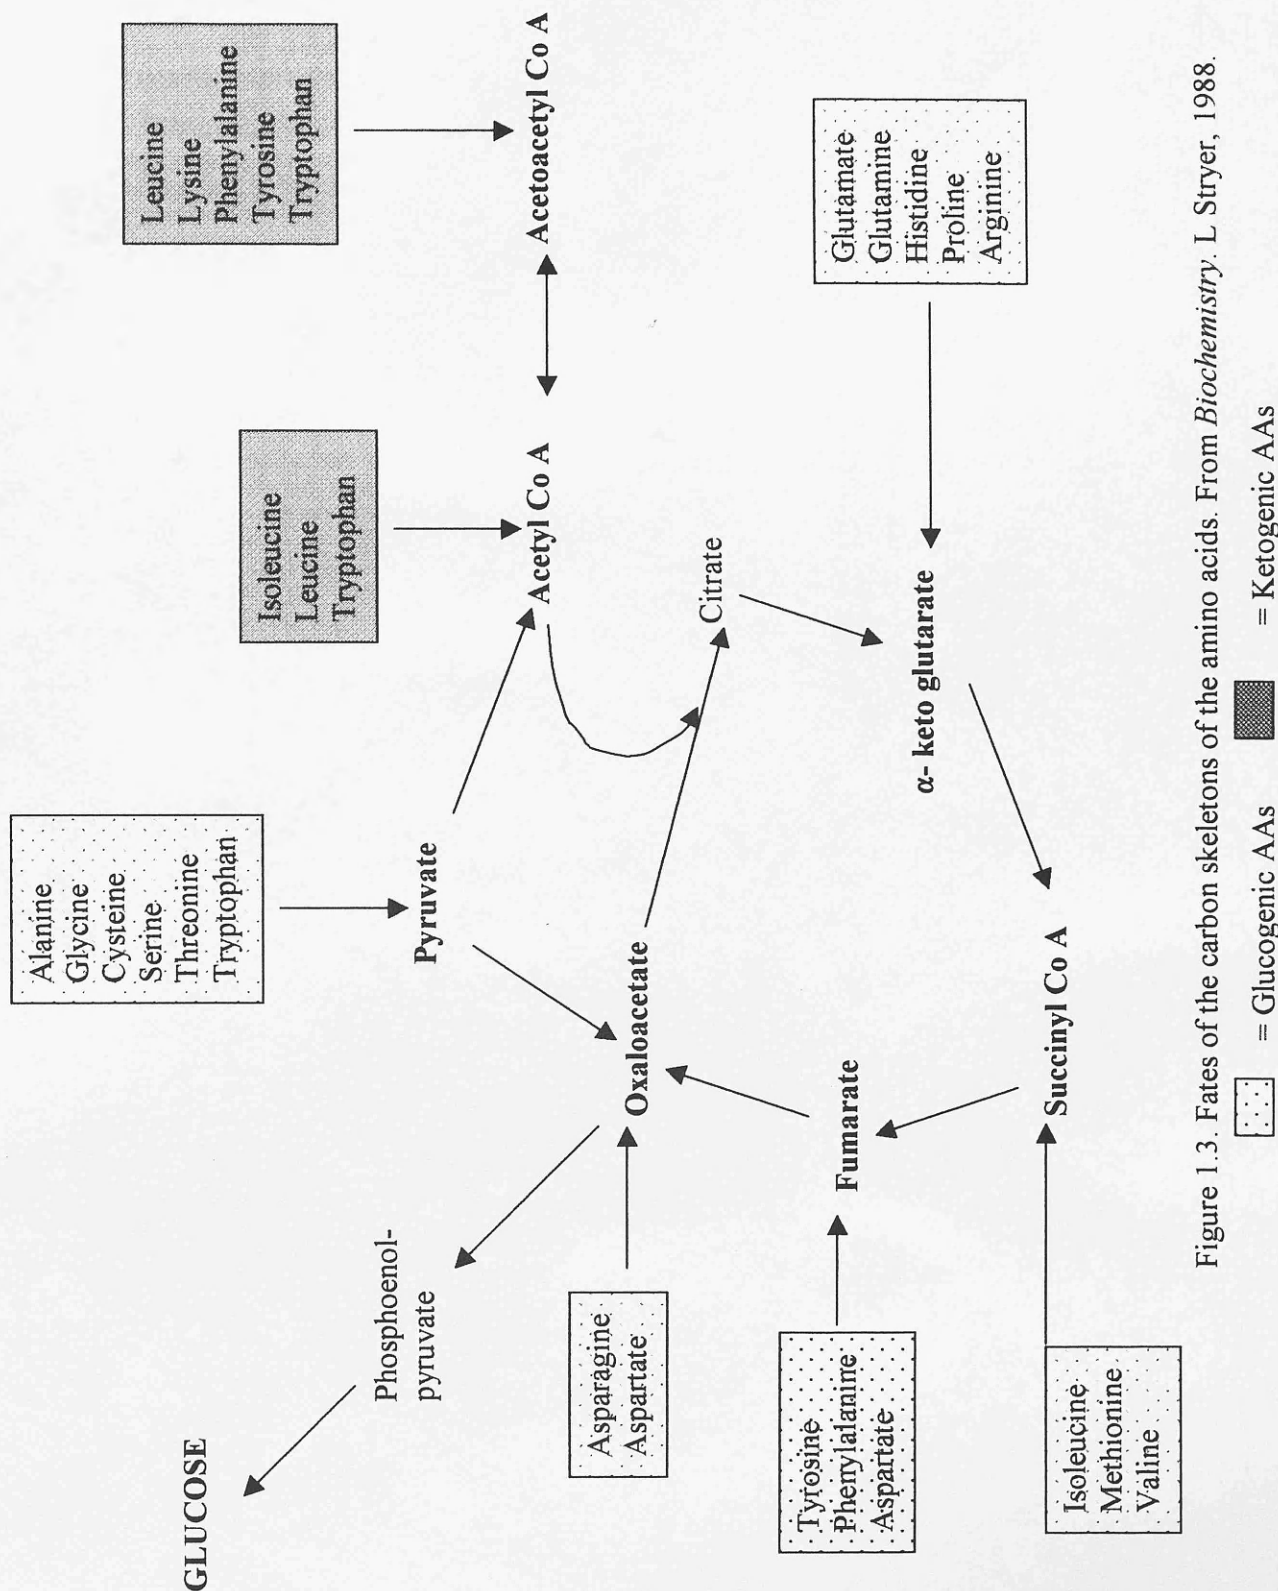 GLUCOSE
Phosphoenol-
pyruvate
Alanine
Glycine
Cysteine
Serine
Threonine
Tryptophan
Pyruvate
Isoleucine
Leucine
Tryptophan
Acetyl Co A
Leucine
Lysine
Phenylalanine
Tyrosine
Tryptophan
Acetoacetyl Co A
Asparagine
Aspartate
Oxaloacetate
Citrate
Tyrosine
Phenylalanine
Aspartate
Fumarate
α- keto glutarate
Glutamate
Glutamine
Histidine
Proline
Arginine
Isoleucine
Methionine
Valine
Succinyl Co A
Figure 1.3. Fates of the carbon skeletons of the amino acids. From Biochemistry. L Stryer, 1988.
= Glucogenic AAs
= Ketogenic AAs